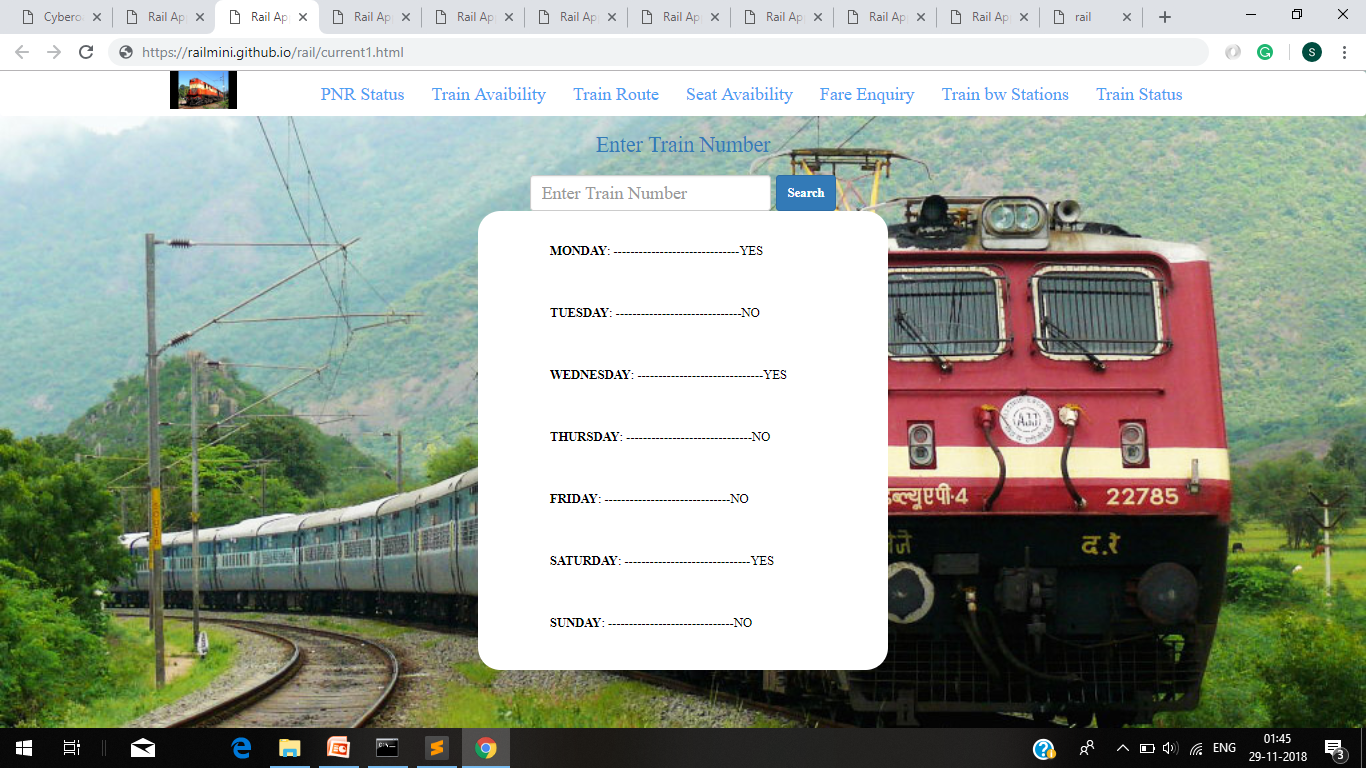 Cybero
Rail Ap
Rail Ap
Rail Ap
Rail Ap
Rail Ap
Rail Ap
Rail Ap
Rail Ap
Rail Ap
rail
https://railmini.github.io/rail/current1.html
S
PNR Status Train Avaibility Train Route Seat Avaibility Fare Enquiry Train bw Stations Train Status
Enter Train Number
Enter Train Number Search
MONDAY: ------------------------------YES
TUESDAY: ------------------------------NO
WEDNESDAY: ------------------------------YES
THURSDAY: ------------------------------NO
FRIDAY: ------------------------------NO
SATURDAY: ------------------------------YES
SUNDAY: ------------------------------NO
22785
द.रे
ENG
01:45
29-11-2018
3